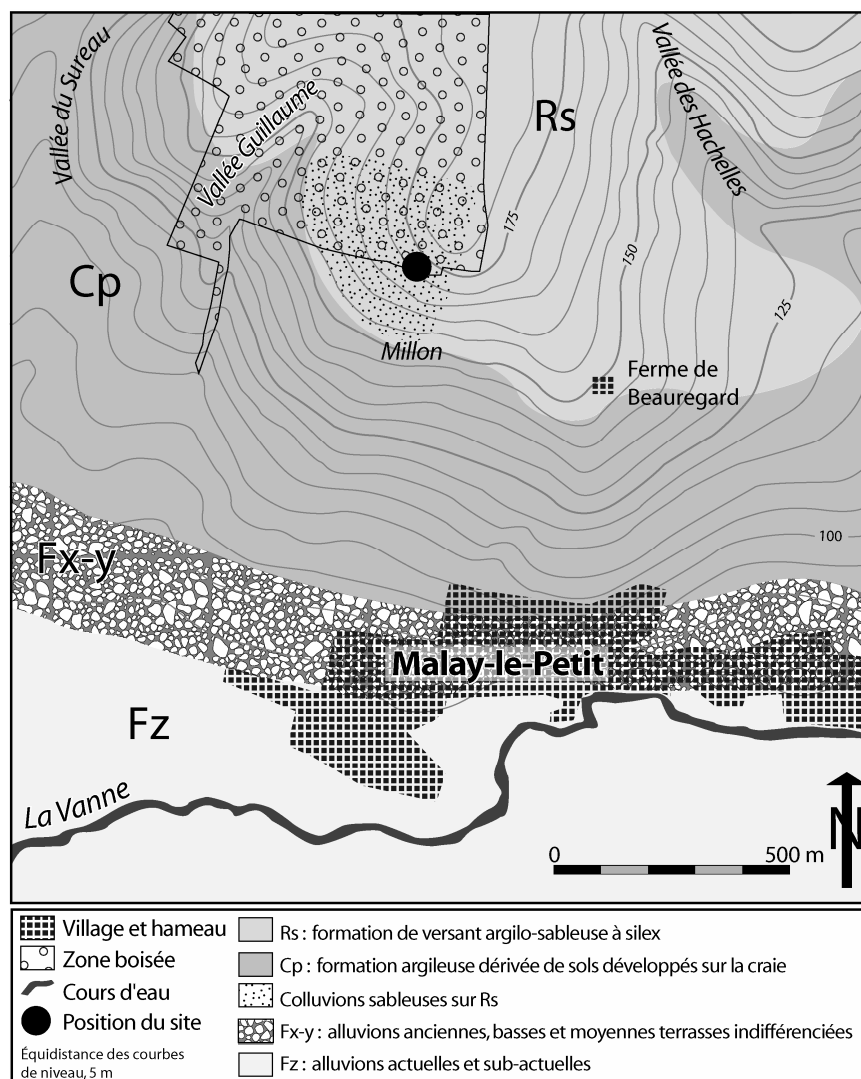 Vallée du Sureau
Vallée Guillaume
Vallée des Hachelles
Rs
175
150
125
Cp
Millon
Ferme de
Beauregard
100
Fx-y
Malay-le-Petit
Fz
La Vanne
N
0 500 m
Village et hameau
Zone boisée
Cours d'eau
Position du site
Équidistance des courbes
de niveau, 5 m
Rs : formation de versant argilo-sableuse à silex
Cp : formation argileuse dérivée de sols développés sur la craie
Colluvions sableuses sur Rs
Fx-y : alluvions anciennes, basses et moyennes terrasses indifférenciées
Fz : alluvions actuelles et sub-actuelles